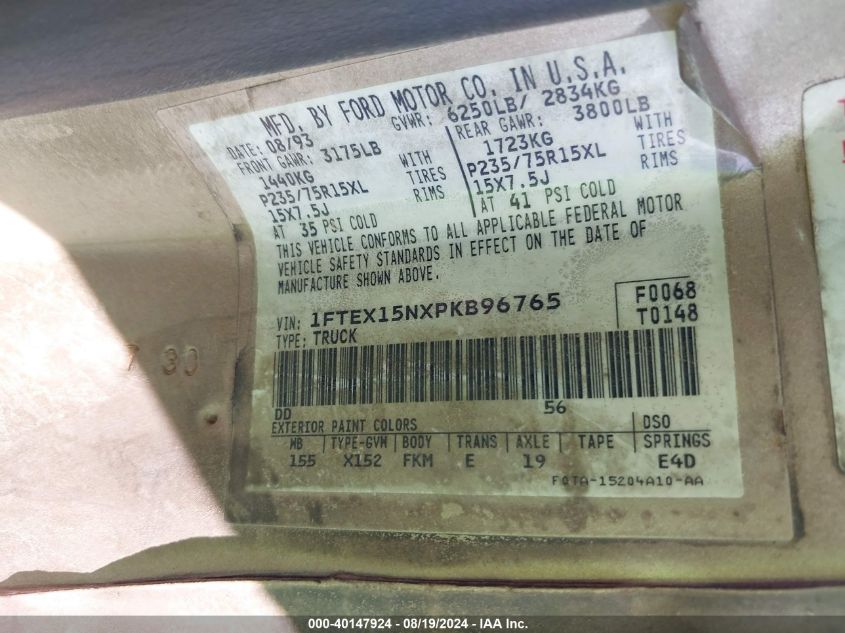 MFD. BY FORD MOTOR CO. IN U.S.A.
DATE: 08/93 GVWR: 6250LB/ 2834KG
FRONT GAWR: 3175LB REAR GAWR: 3800LB
1440KG WITH 1723KG WITH
P235/75R15XL TIRES P235/75R15XL TIRES
15X7.5J RIMS 15X7.5J RIMS
AT 35 PSI COLD AT 41 PSI COLD
THIS VEHICLE CONFORMS TO ALL APPLICABLE FEDERAL MOTOR
VEHICLE SAFETY STANDARDS IN EFFECT ON THE DATE OF
MANUFACTURE SHOWN ABOVE.
VIN: 1FTEX15NXPKB96765 F0068
TYPE: TRUCK T0148
DD 56
EXTERIOR PAINT COLORS DSO
WB TYPE-GVM BODY TRANS AXLE TAPE SPRINGS
155 X152 FKM E 19 E4D
FOTA-15204A10-AA
7 30
000-40147924 - 08/19/2024 - IAA Inc.